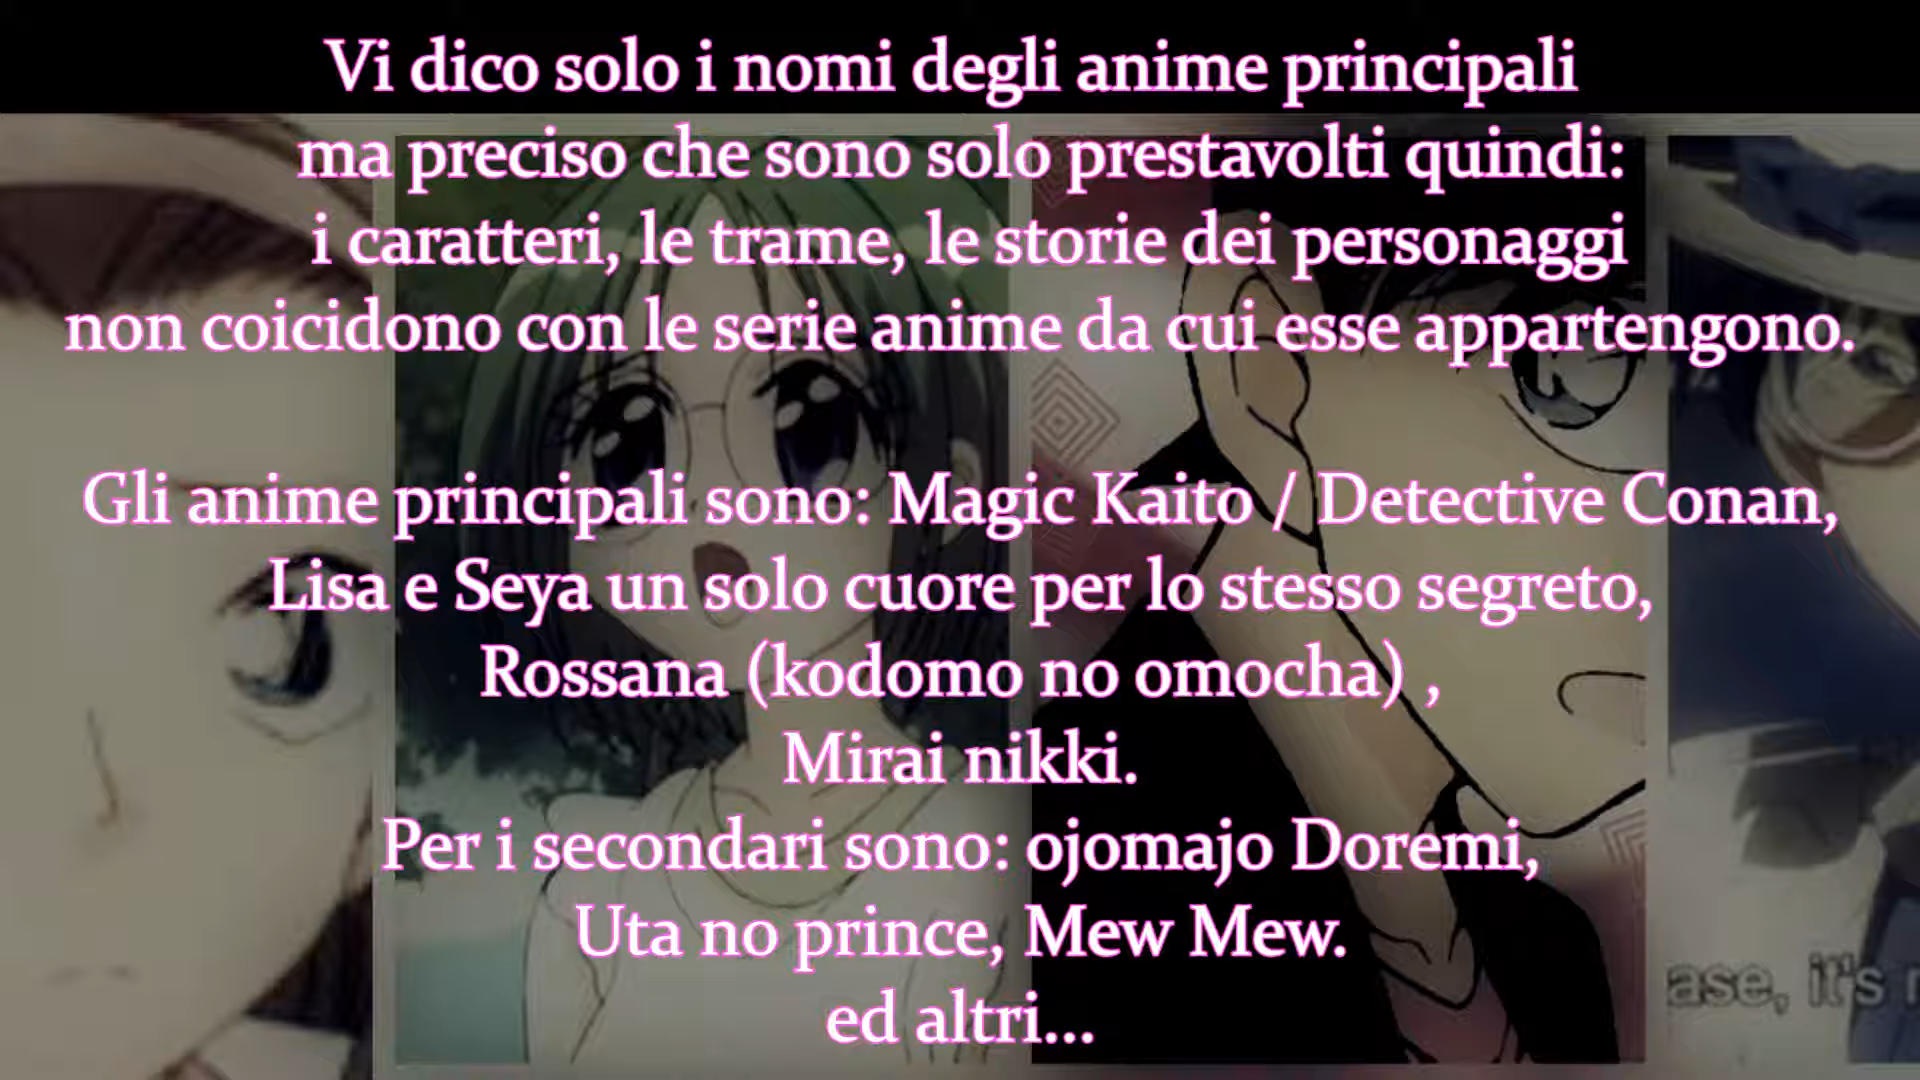 Vi dico solo i nomi degli anime principali
ma preciso che sono solo prestavolti quindi:
i caratteri, le trame, le storie dei personaggi
non coicidono con le serie anime da cui esse appartengono.
Gli anime principali sono: Magic Kaito / Detective Conan,
Lisa e Seya un solo cuore per lo stesso segreto,
Rossana (kodomo no omocha) ,
Mirai nikki.
Per i secondari sono: ojomajo Doremi,
Uta no prince, Mew Mew.
ed altri...
it's